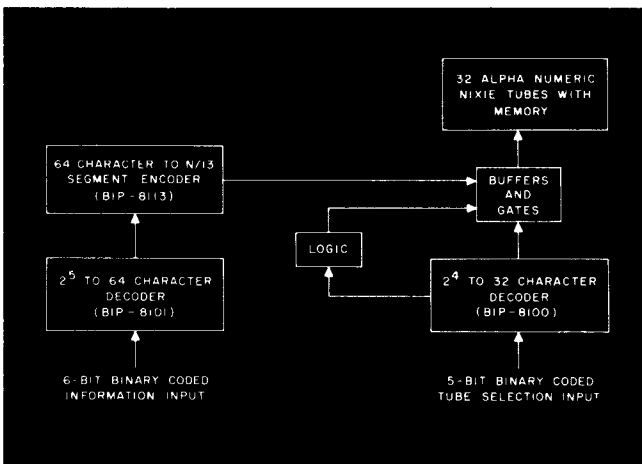 32 ALPHA NUMERIC
NIXIE TUBES WITH
MEMORY
64 CHARACTER TO N/13
SEGMENT ENCODER
(BIP-8113)
BUFFERS
AND
GATES
LOGIC
2⁵ TO 64 CHARACTER
DECODER
(BIP-8101)
2⁴ TO 32 CHARACTER
DECODER
(BIP-8100)
6-BIT BINARY CODED
INFORMATION INPUT
5-BIT BINARY CODED
TUBE SELECTION INPUT